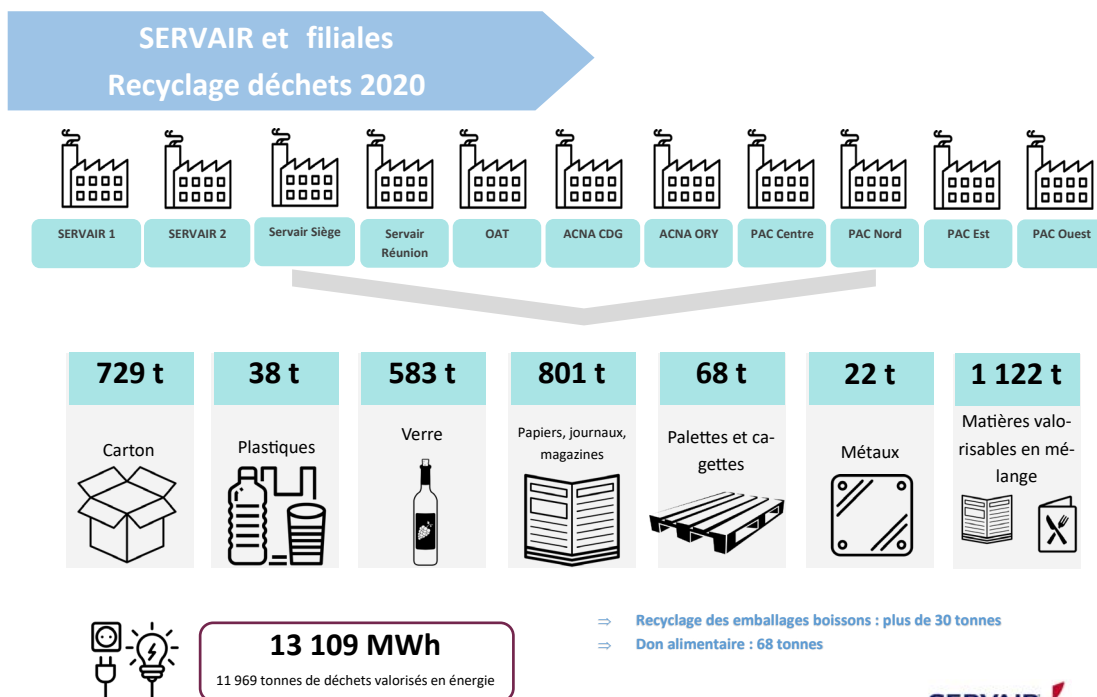 SERVAIR et filiales
Recyclage déchets 2020
SERVAIR 1
SERVAIR 2
Servair Siège
Servair
Réunion
OAT
ACNA CDG
ACNA ORY
PAC Centre
PAC Nord
PAC Est
PAC Ouest
729 t
Carton
38 t
Plastiques
583 t
Verre
801 t
Papiers, journaux,
magazines
68 t
Palettes et ca-
gettes
22 t
Métaux
1 122 t
Matières valo-
risables en mé-
lange
13 109 MWh
11 969 tonnes de déchets valorisés en énergie
⇒ Recyclage des emballages boissons : plus de 30 tonnes
⇒ Don alimentaire : 68 tonnes
SERVAIR